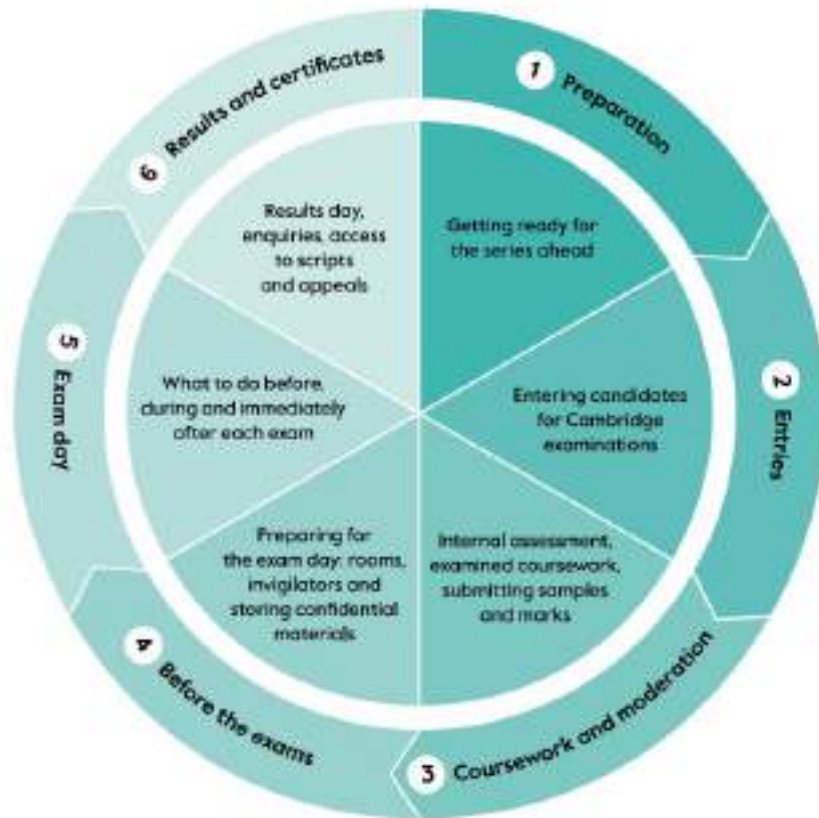 1 Preparation
Getting ready for
the series ahead
2 Entries
Entering candidates
for Cambridge
examinations
3 Coursework and moderation
Internal assessment,
examined coursework,
submitting samples
and marks
4 Before the exams
Preparing for
the exam day: rooms,
invigilators and
storing confidential
materials
5 Exam day
What to do before,
during and immediately
after each exam
6 Results and certificates
Results day,
enquiries, access
to scripts
and appeals